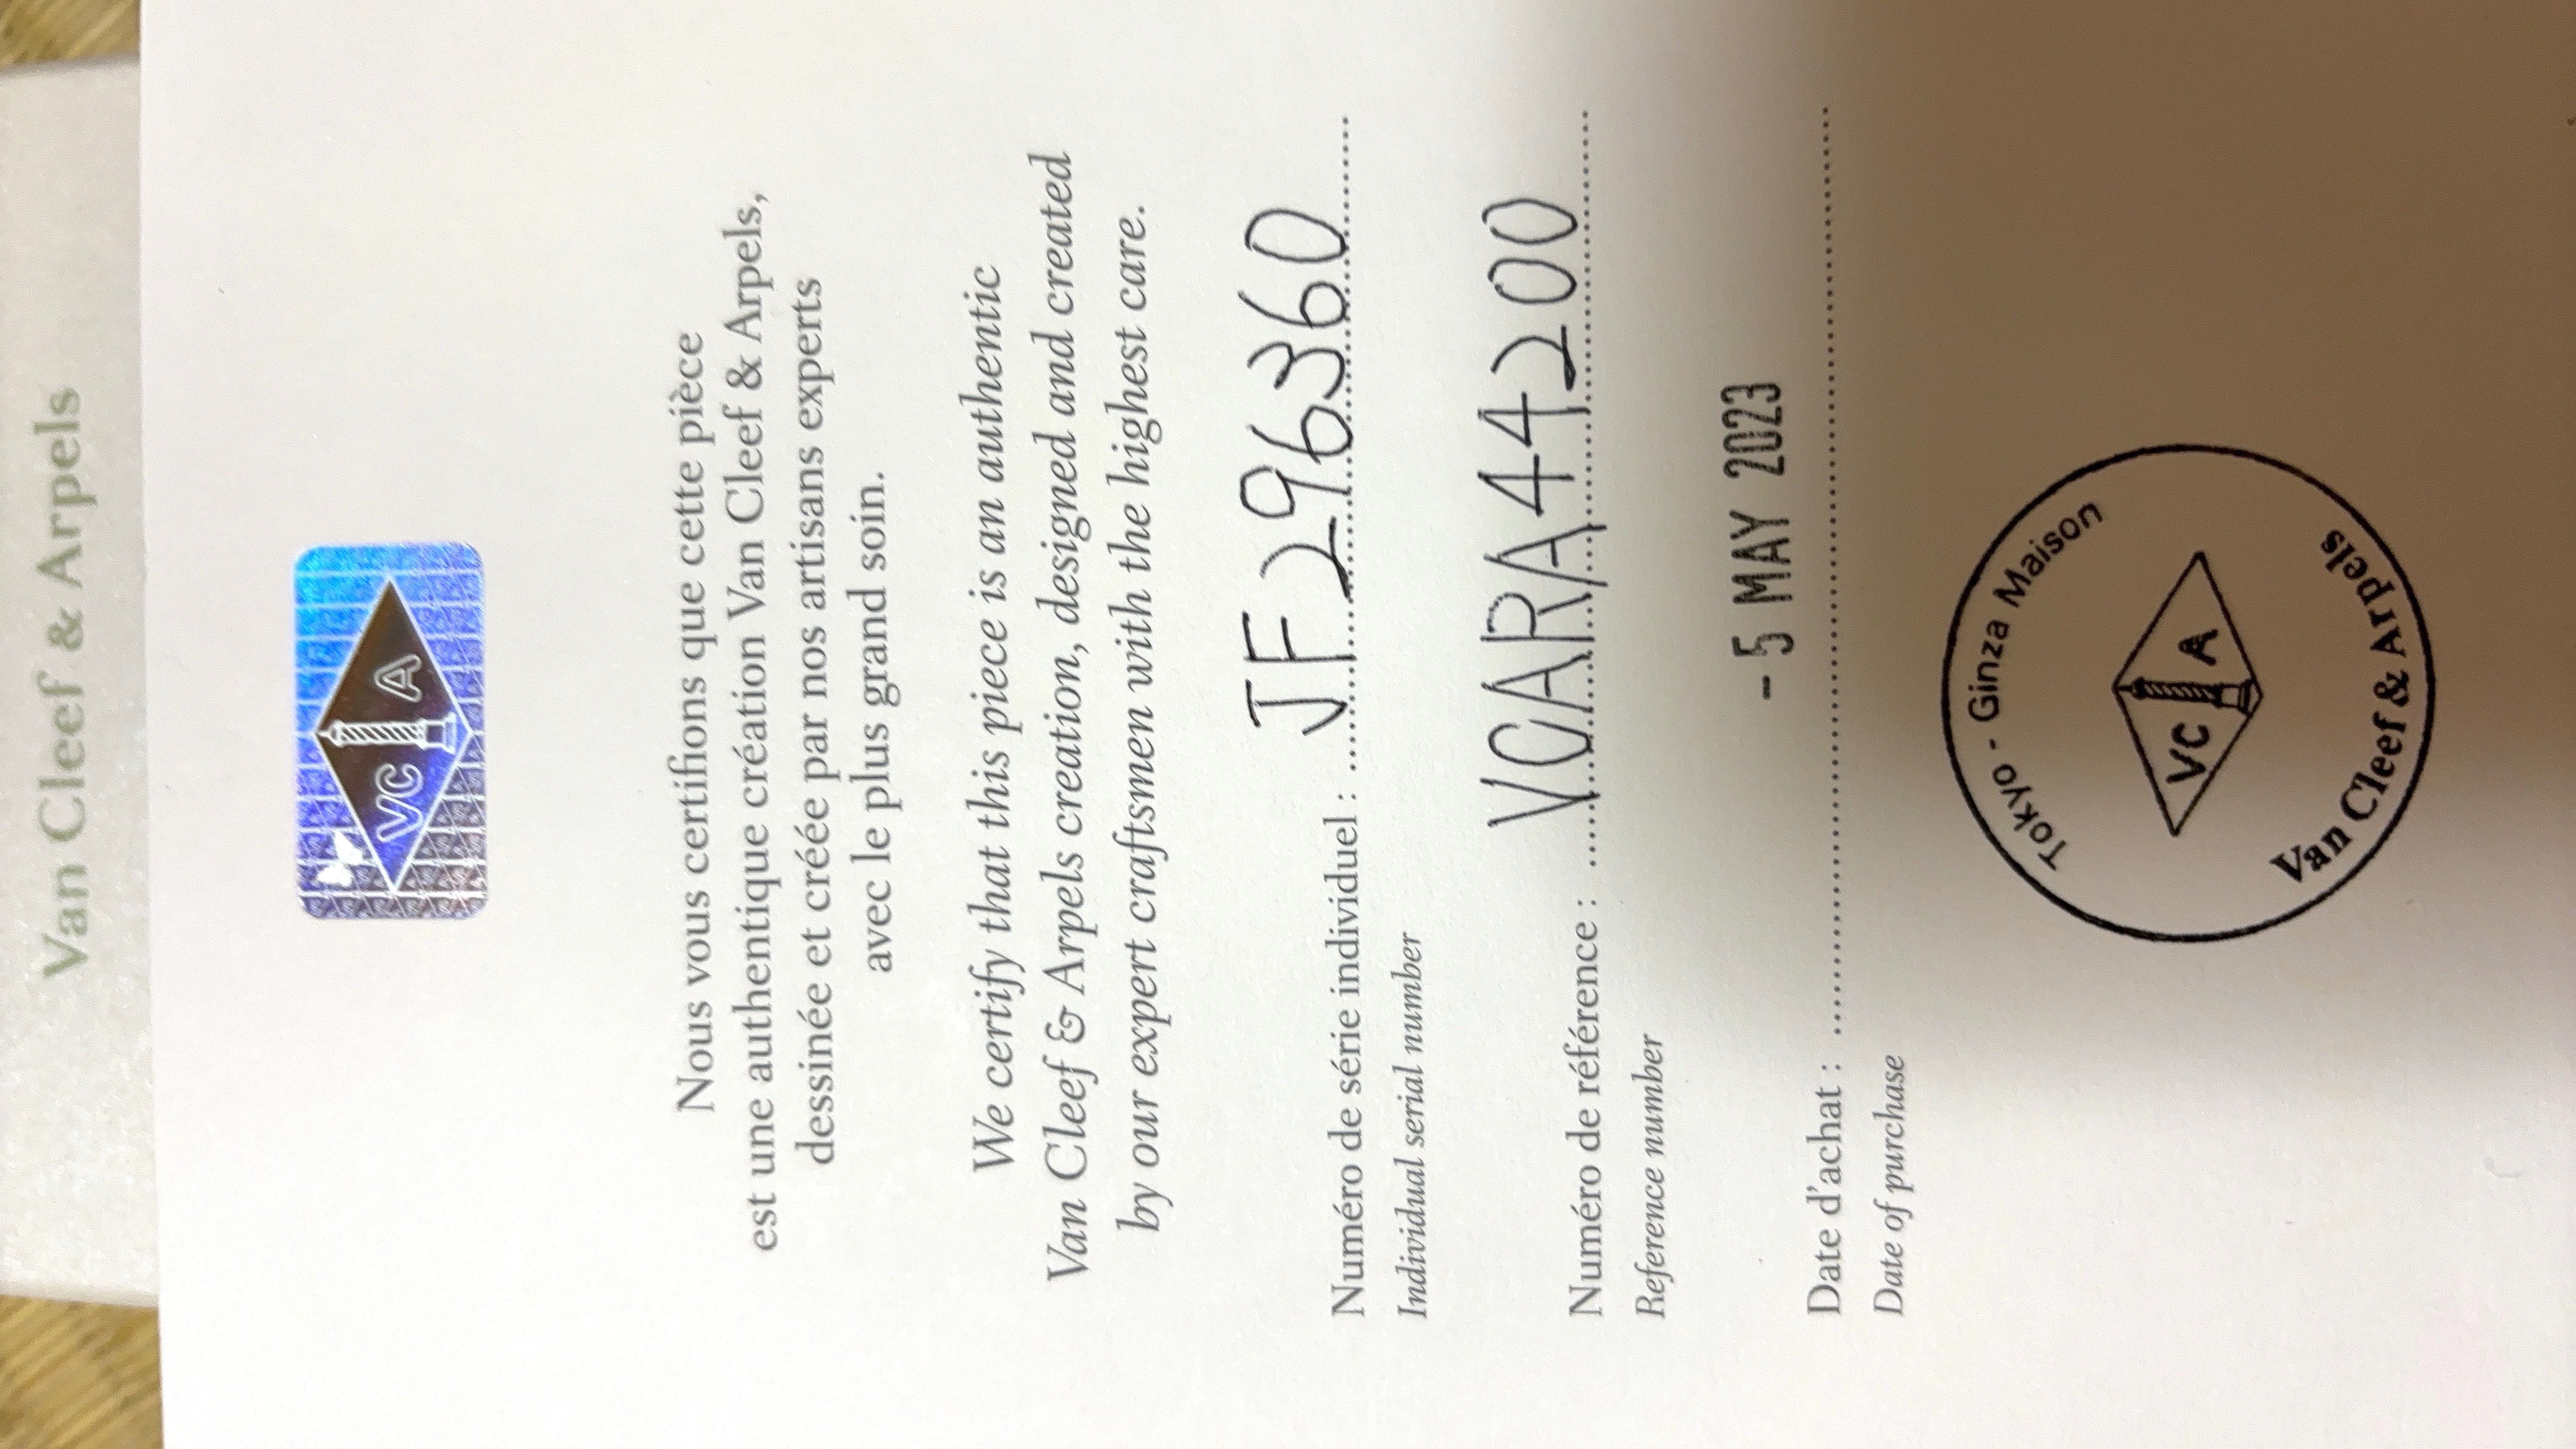 Van Cleef & Arpels
VC A
Nous vous certifions que cette pièce
est une authentique création Van Cleef & Arpels,
dessinée et créée par nos artisans experts
avec le plus grand soin.
We certify that this piece is an authentic
Van Cleef & Arpels creation, designed and created
by our expert craftsmen with the highest care.
Numéro de série individuel : JF296360
Individual serial number
Numéro de référence : VCARA44200
Reference number
- 5 MAY 2023
Date d'achat :
Date of purchase
Tokyo - Ginza Maison
VC A
Van Cleef & Arpels